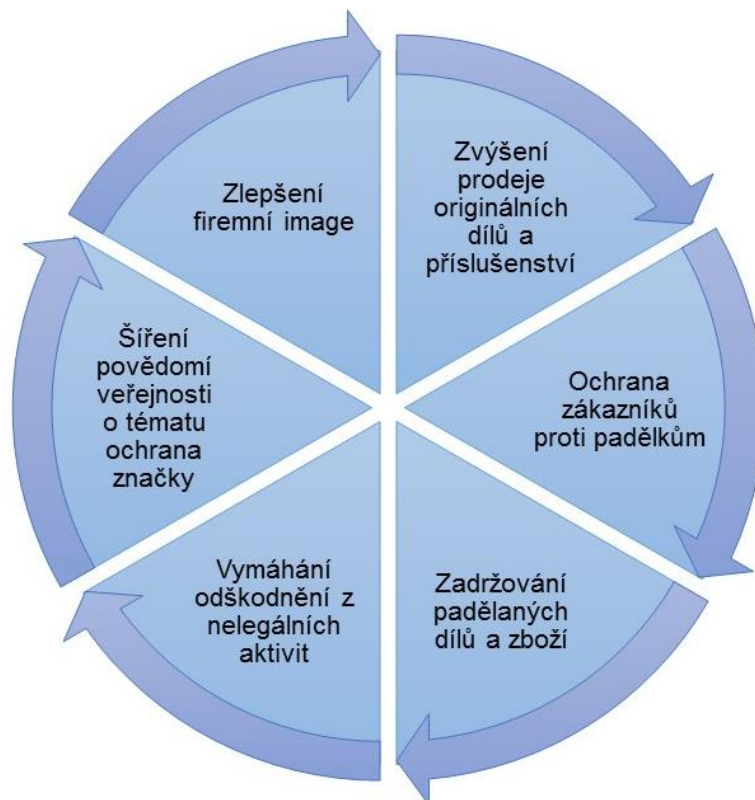 Zvýšení
prodeje
originálních
dílů a
příslušenství
Ochrana
zákazníků
proti padělkům
Zadržování
padělaných
dílů a zboží
Vymáhání
odškodnění z
nelegálních
aktivit
Šíření
povědomí
veřejnosti
o tématu
ochrana
značky
Zlepšení
firemní image